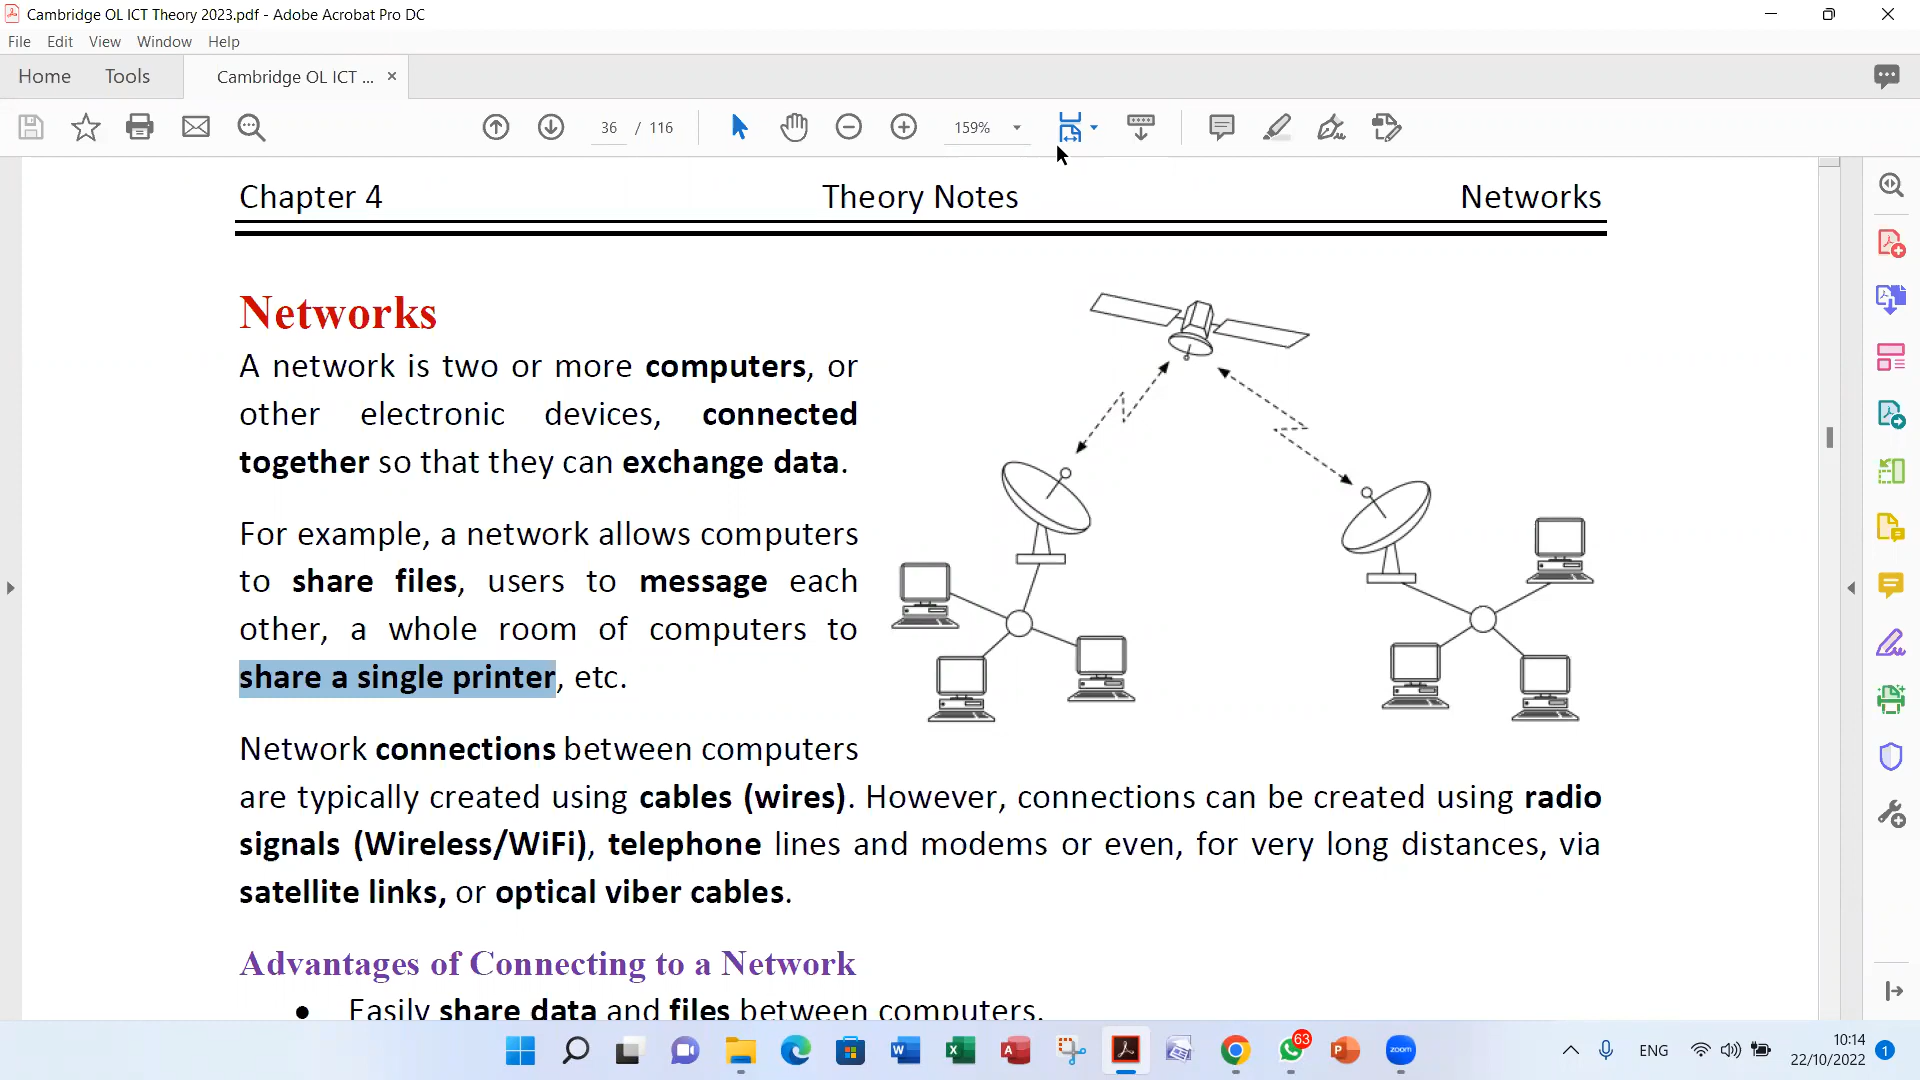 Cambridge OL ICT Theory 2023.pdf - Adobe Acrobat Pro DC
File Edit View Window Help
Home Tools Cambridge OL ICT ... ×
36 / 116 159%
Chapter 4 Theory Notes Networks
Networks
A network is two or more computers, or
other electronic devices, connected
together so that they can exchange data.
For example, a network allows computers
to share files, users to message each
other, a whole room of computers to
share a single printer, etc.
Network connections between computers
are typically created using cables (wires). However, connections can be created using radio
signals (Wireless/WiFi), telephone lines and modems or even, for very long distances, via
satellite links, or optical viber cables.
Advantages of Connecting to a Network
• Easily share data and files between computers.
W X A 63 P zoom
ENG 10:14
22/10/2022 1